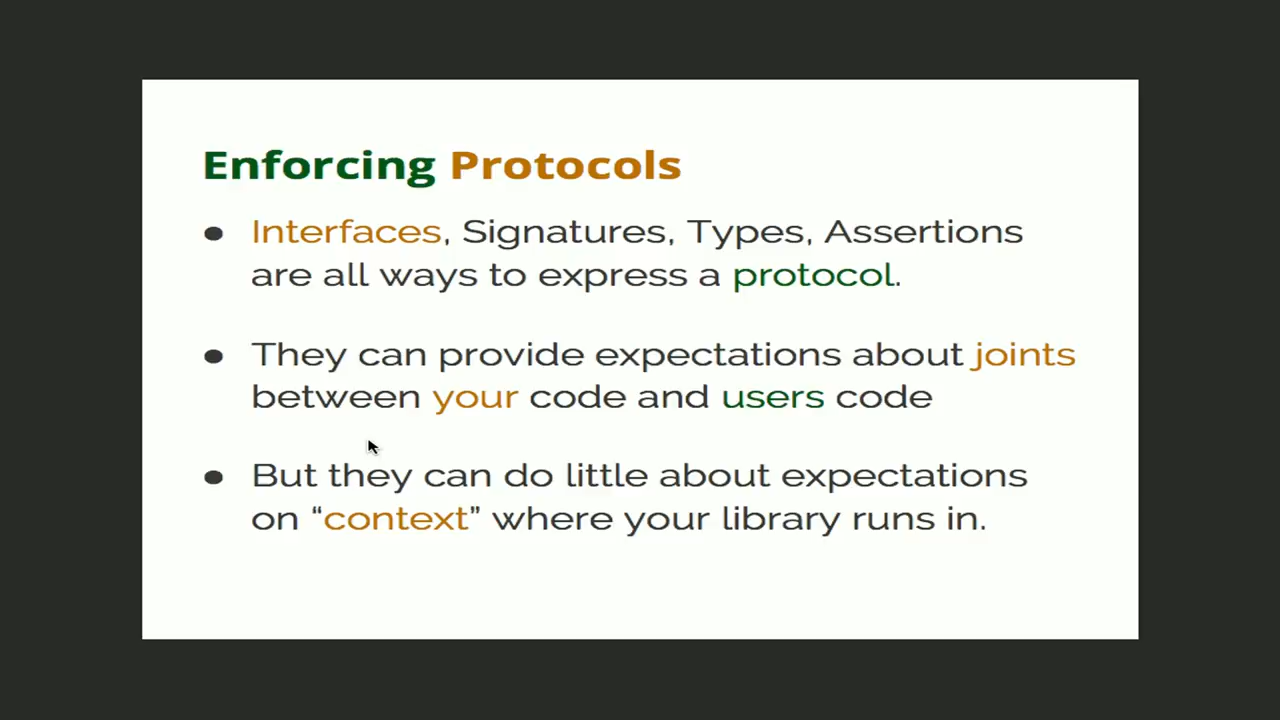 Enforcing Protocols
● Interfaces, Signatures, Types, Assertions
are all ways to express a protocol.
● They can provide expectations about joints
between your code and users code
● But they can do little about expectations
on “context” where your library runs in.